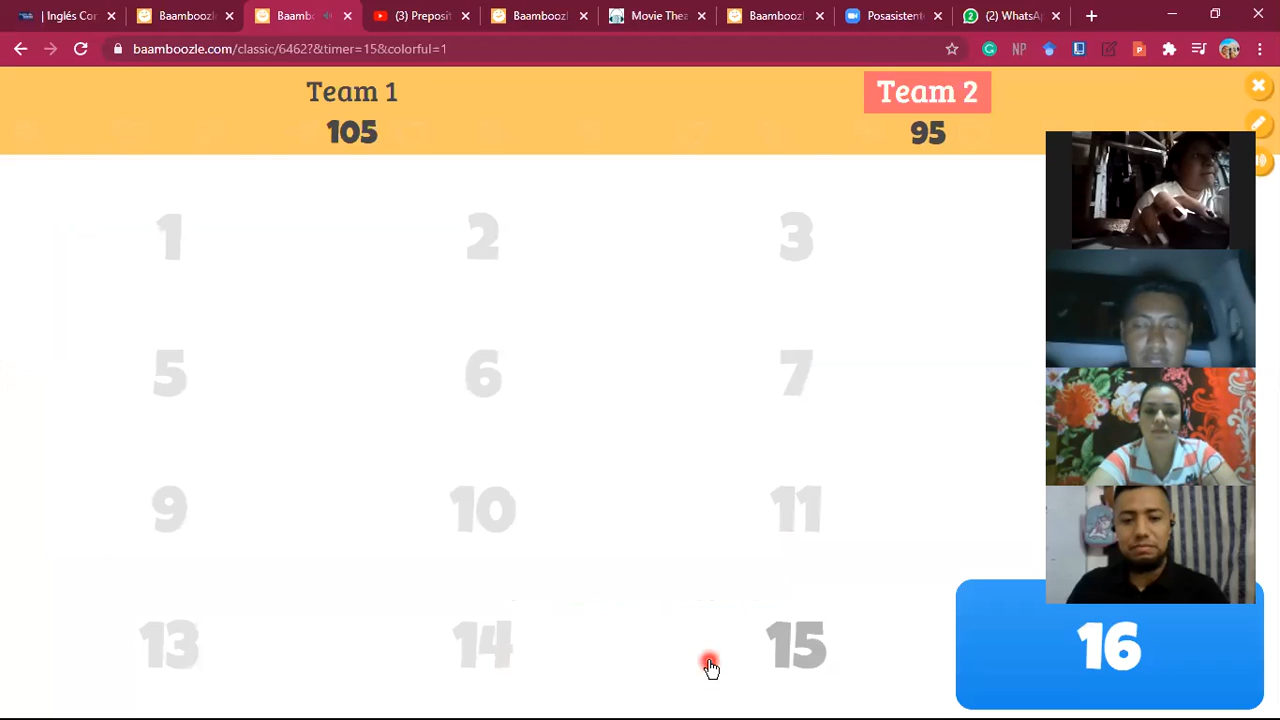 | Inglés Co
Baamboozl
Baamb
(3) Preposit
Baamboozl
Movie Thea
Baamboozl
Posasistent
(2) WhatsA
baamboozle.com/classic/6462?&timer=15&colorful=1
NP
Team 1
Team 2
105
95
1
2
3
5
6
7
9
10
11
13
14
15
16